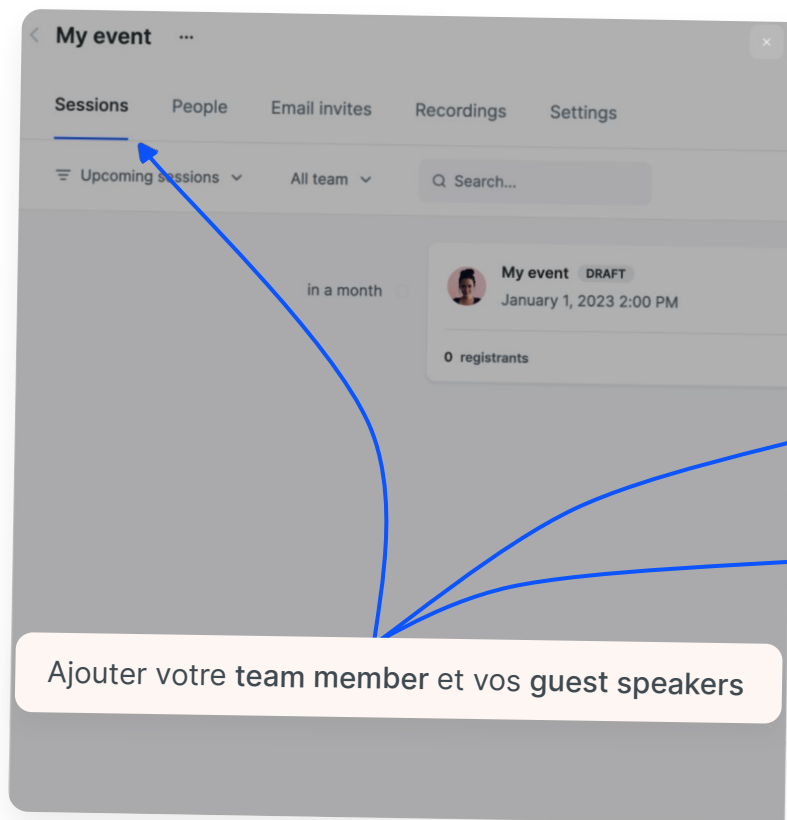 My event ...
Sessions People Email invites Recordings Settings
Upcoming sessions All team Search...
in a month
My event DRAFT
January 1, 2023 2:00 PM
0 registrants
Ajouter votre team member et vos guest speakers